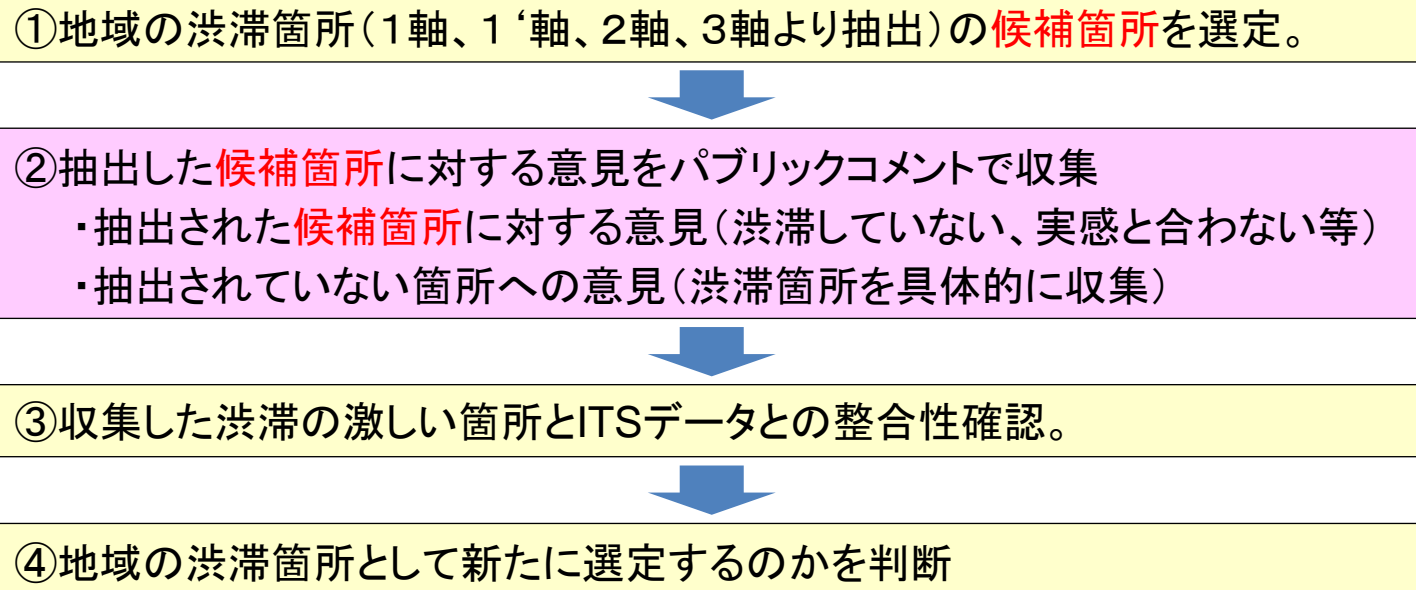 ①地域の渋滞箇所（１軸、１‘軸、２軸、３軸より抽出）の候補箇所を選定。
②抽出した候補箇所に対する意見をパブリックコメントで収集
・抽出された候補箇所に対する意見（渋滞していない、実感と合わない等）
・抽出されていない箇所への意見（渋滞箇所を具体的に収集）
③収集した渋滞の激しい箇所とITSデータとの整合性確認。
④地域の渋滞箇所として新たに選定するのかを判断